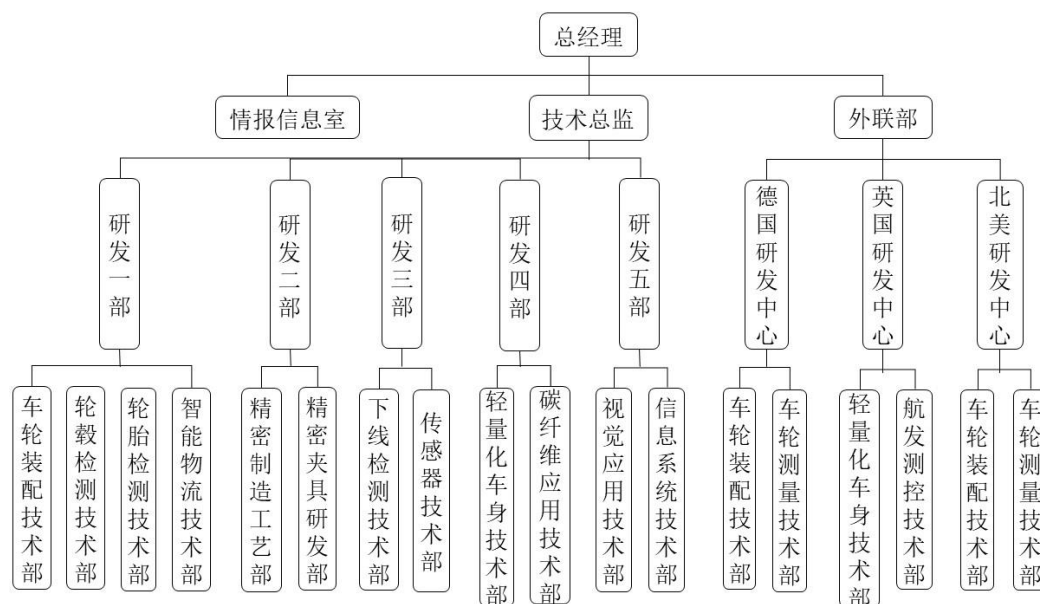 总经理
情报信息室
技术总监
外联部
研发一部
研发二部
研发三部
研发四部
研发五部
德国研发中心
英国研发中心
北美研发中心
车轮装配技术部
轮毂检测技术部
轮胎检测技术部
智能物流技术部
精密制造工艺部
精密夹具研发部
下线检测技术部
传感器技术部
轻量化车身技术部
碳纤维应用技术部
视觉应用技术部
信息系统技术部
车轮装配技术部
车轮测量技术部
轻量化车身技术部
航发测控技术部
车轮装配技术部
车轮测量技术部